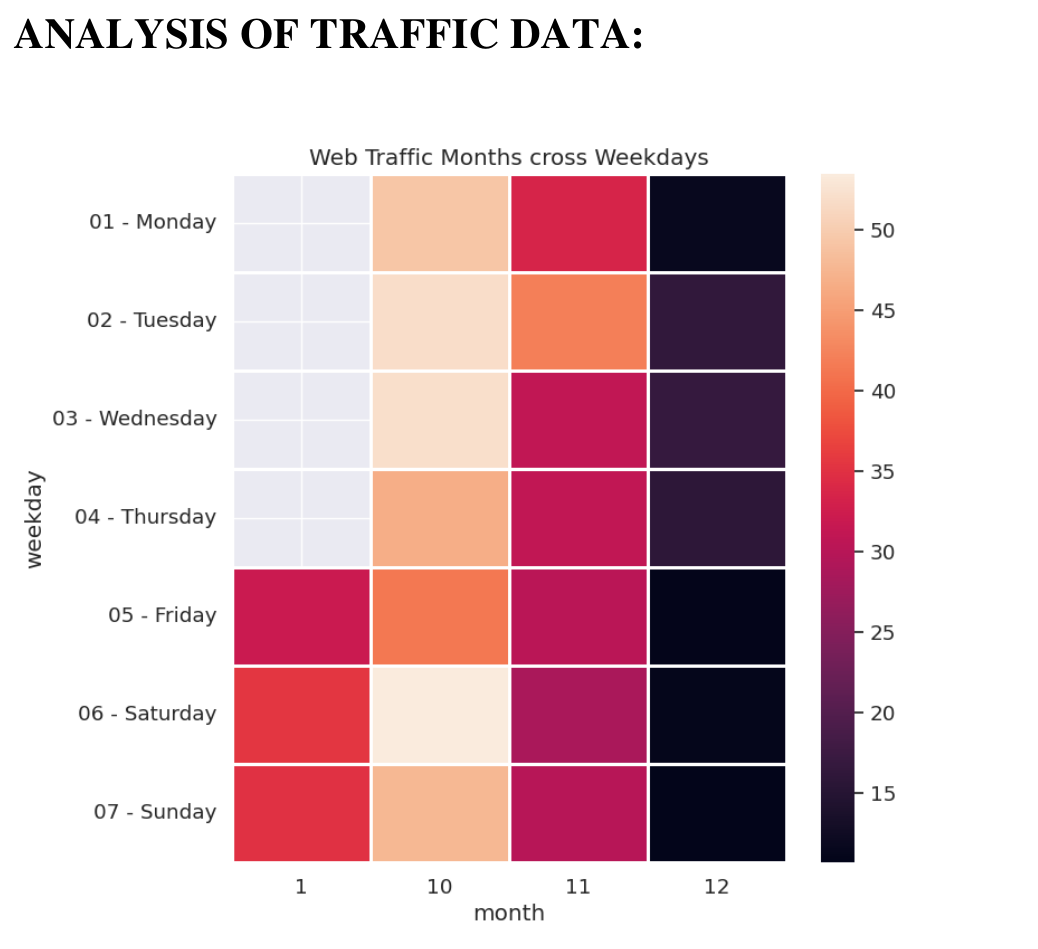 ANALYSIS OF TRAFFIC DATA:
Web Traffic Months cross Weekdays
weekday
01 - Monday
02 - Tuesday
03 - Wednesday
04 - Thursday
05 - Friday
06 - Saturday
07 - Sunday
1 10 11 12
month
50
45
40
35
30
25
20
15